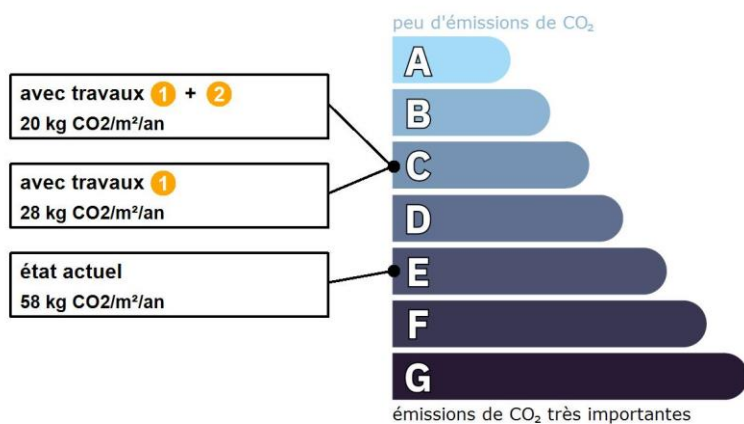 peu d'émissions de CO₂
A
avec travaux 1 + 2
20 kg CO2/m²/an
B
C
avec travaux 1
28 kg CO2/m²/an
D
état actuel
58 kg CO2/m²/an
E
F
G
émissions de CO₂ très importantes